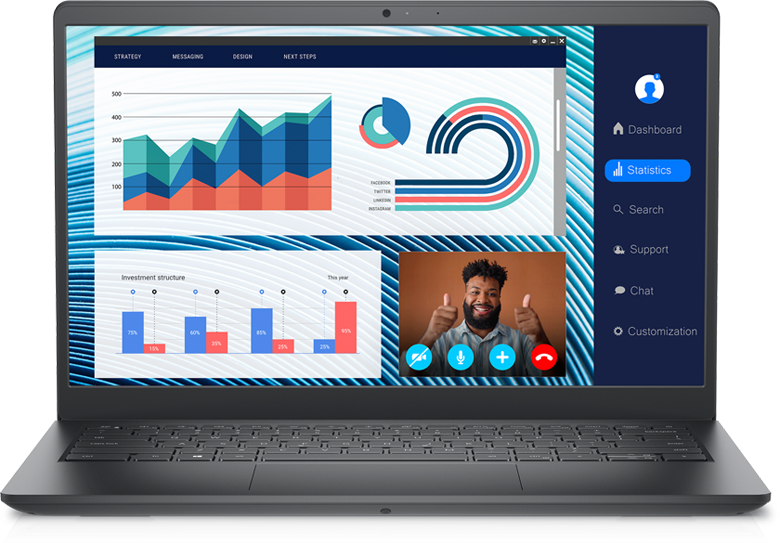 STRATEGY MESSAGING DESIGN NEXT STEPS
500
400
300
200
100
FACEBOOK
TWITTER
LINKEDIN
INSTAGRAM
Dashboard
Statistics
Search
Support
Chat
Customization
Investment structure This year
75% 15% 60% 35% 85% 25% 25% 95%